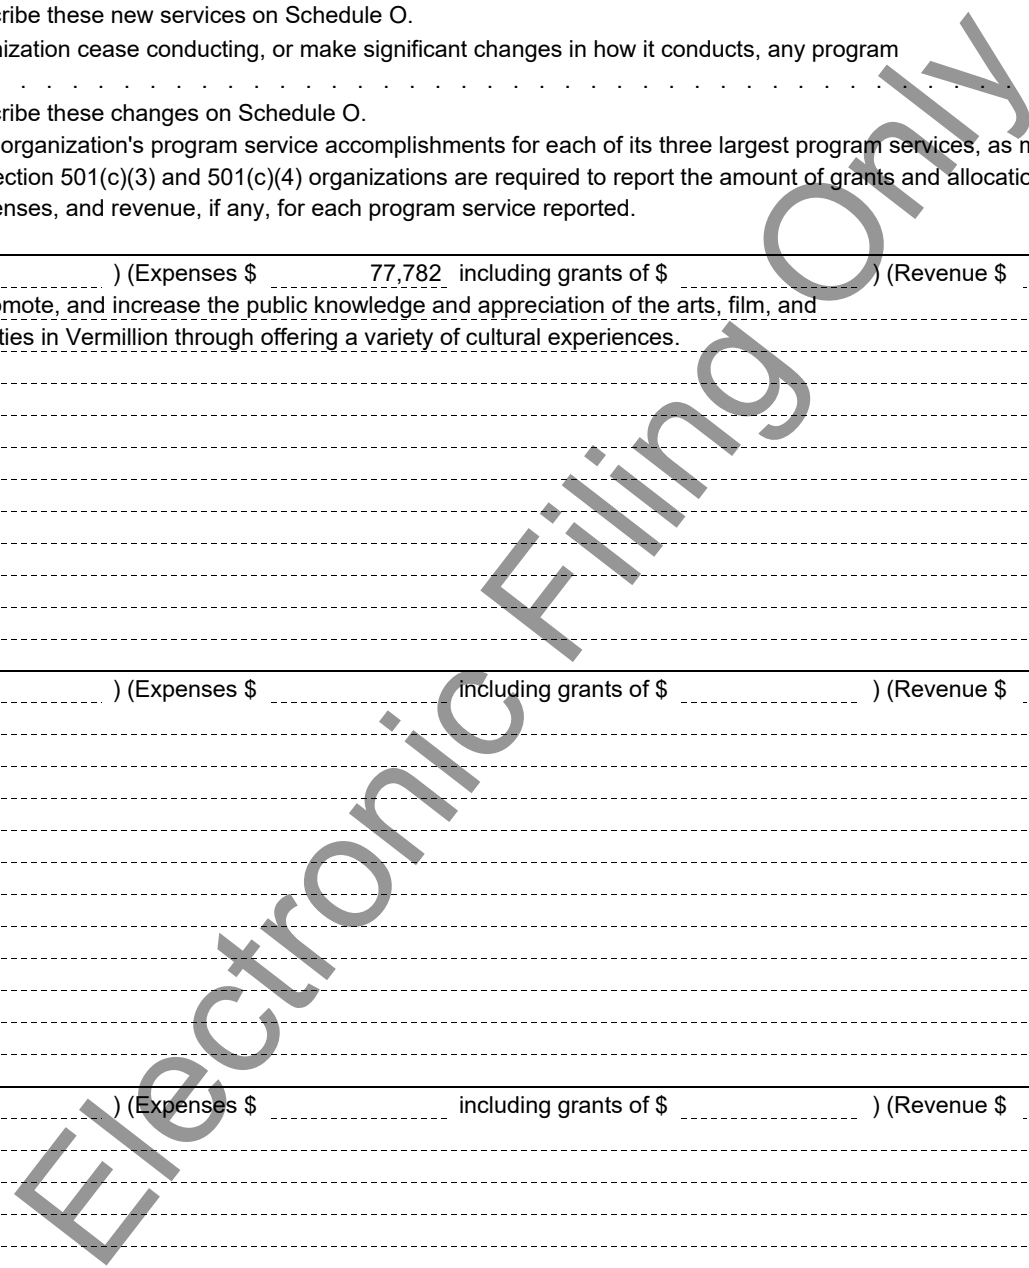 ribe these new services on Schedule O.
nization cease conducting, or make significant changes in how it conducts, any program
. . . . . . . . . . . . . . . . . . . . . . . . . . . . . . . . . . . . . . .
ribe these changes on Schedule O.
organization's program service accomplishments for each of its three largest program services, as m
ection 501(c)(3) and 501(c)(4) organizations are required to report the amount of grants and allocatio
enses, and revenue, if any, for each program service reported.
) (Expenses $ 77,782 including grants of $ ) (Revenue $
omote, and increase the public knowledge and appreciation of the arts, film, and
ties in Vermillion through offering a variety of cultural experiences.
) (Expenses $ including grants of $ ) (Revenue $
) (Expenses $ including grants of $ ) (Revenue $
Electronic Filing Only